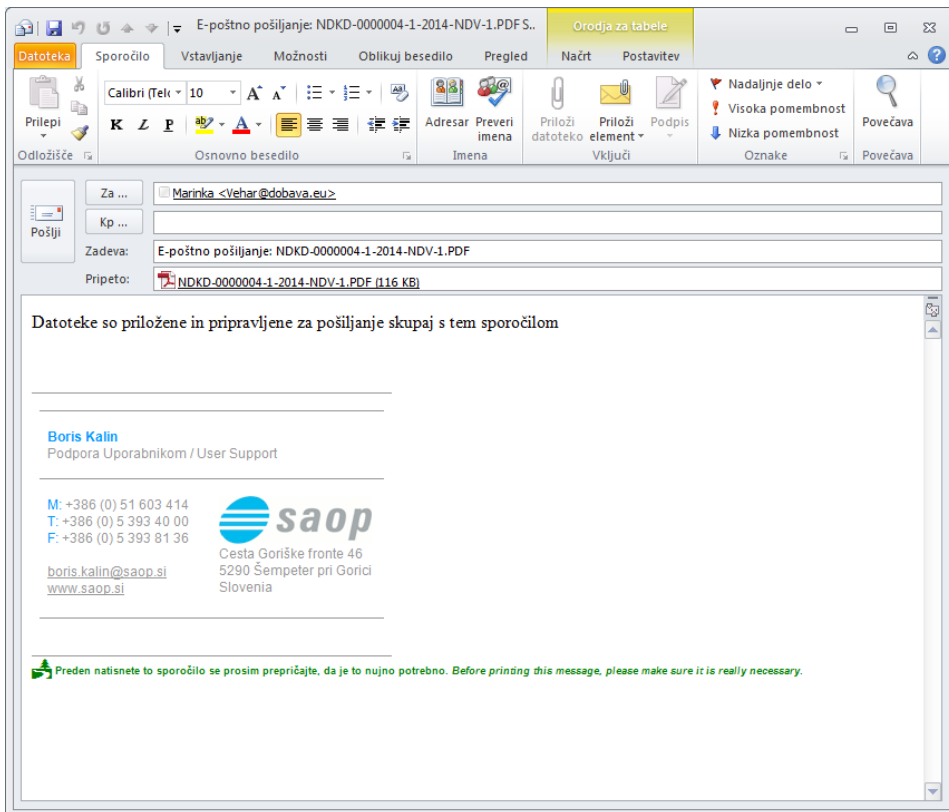 E-poštno pošiljanje: NDKD-0000004-1-2014-NDV-1.PDF S..
Orodja za tabele
Datoteka Sporočilo Vstavljanje Možnosti Oblikuj besedilo Pregled Načrt Postavitev
Prilepi
Odložišče
Calibri (Telo 10
K L P
Osnovno besedilo
Adresar Preveri imena
Imena
Priloži datoteko Priloži element Podpis
Vključi
Nadaljnje delo
Visoka pomembnost
Nizka pomembnost
Oznake
Povečava
Povečava
Pošlji
Za ... Marinka <Vehar@dobava.eu>
Kp ...
Zadeva: E-poštno pošiljanje: NDKD-0000004-1-2014-NDV-1.PDF
Pripeto: NDKD-0000004-1-2014-NDV-1.PDF (116 KB)
Datoteke so priložene in pripravljene za pošiljanje skupaj s tem sporočilom
Boris Kalin
Podpora Uporabnikom / User Support
M: +386 (0) 51 603 414
T: +386 (0) 5 393 40 00
F: +386 (0) 5 393 81 36
boris.kalin@saop.si
www.saop.si
saop
Cesta Goriške fronte 46
5290 Šempeter pri Gorici
Slovenia
Preden natisnete to sporočilo se prosim prepričajte, da je to nujno potrebno. Before printing this message, please make sure it is really necessary.